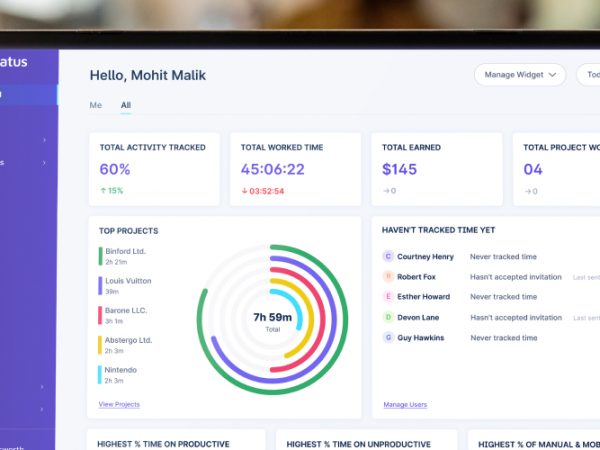 atus
Hello, Mohit Malik
Manage Widget
Me
All
TOTAL ACTIVITY TRACKED
60%
↑ 15%
TOTAL WORKED TIME
45:06:22
↓ 03:52:54
TOTAL EARNED
$145
→0
TOTAL PROJECT WO
04
→0
TOP PROJECTS
Binford Ltd.
2h 21m
Louis Vuitton
39m
Barone LLC.
3h 1m
Abstergo Ltd.
2h 3m
Nintendo
2h 3m
7h 59m
Total
View Projects
HAVEN'T TRACKED TIME YET
C Courtney Henry Never tracked time
R Robert Fox Hasn't accepted invitation Last sent
E Esther Howard Never tracked time
D Devon Lane Hasn't accepted invitation Last sent
G Guy Hawkins Never tracked time
Manage Users
HIGHEST % TIME ON PRODUCTIVE
HIGHEST % TIME ON UNPRODUCTIVE
HIGHEST % OF MANUAL & MOB